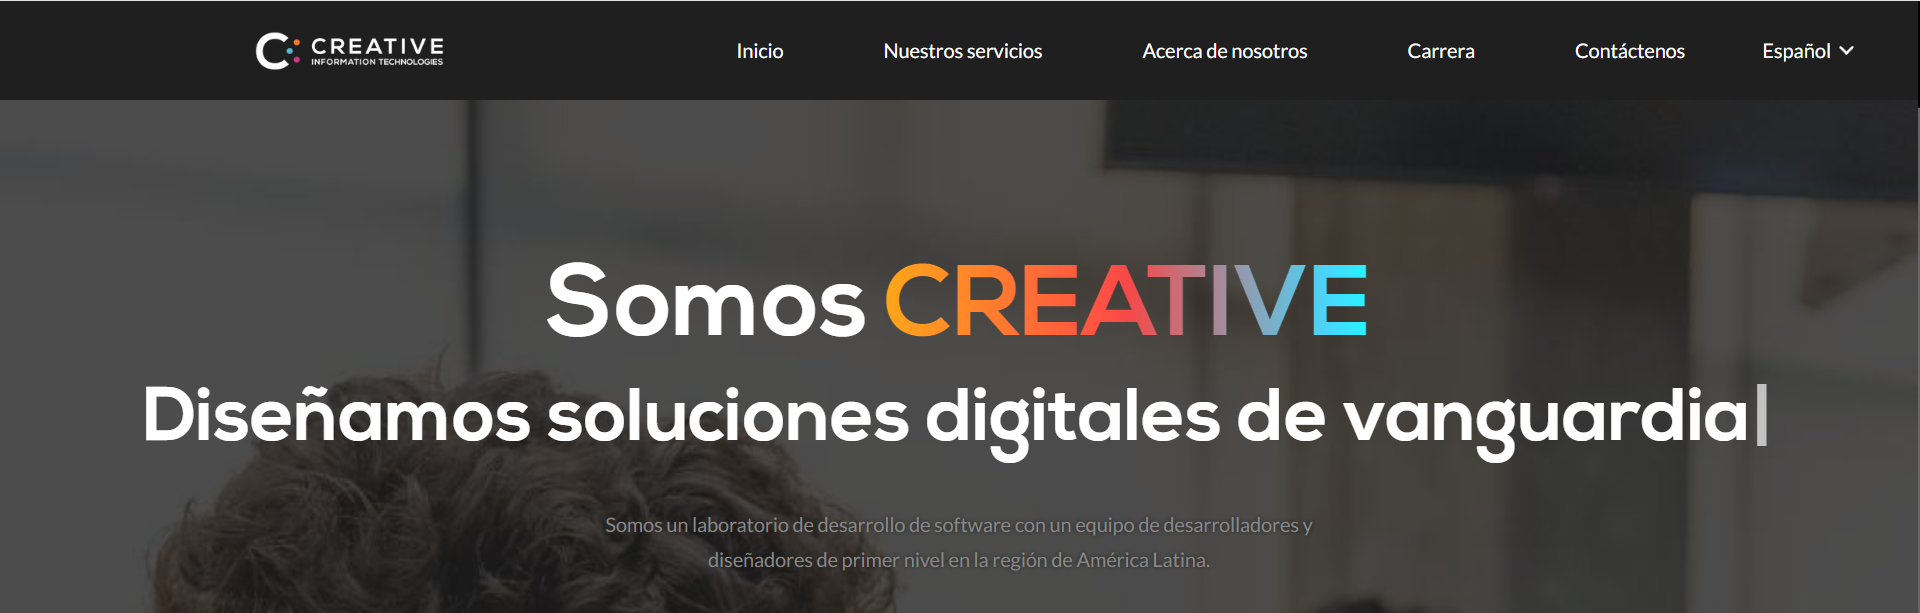 CREATIVE
INFORMATION TECHNOLOGIES
Inicio
Nuestros servicios
Acerca de nosotros
Carrera
Contáctenos
Español
Somos CREATIVE
Diseñamos soluciones digitales de vanguardia
Somos un laboratorio de desarrollo de software con un equipo de desarrolladores y
diseñadores de primer nivel en la región de América Latina.